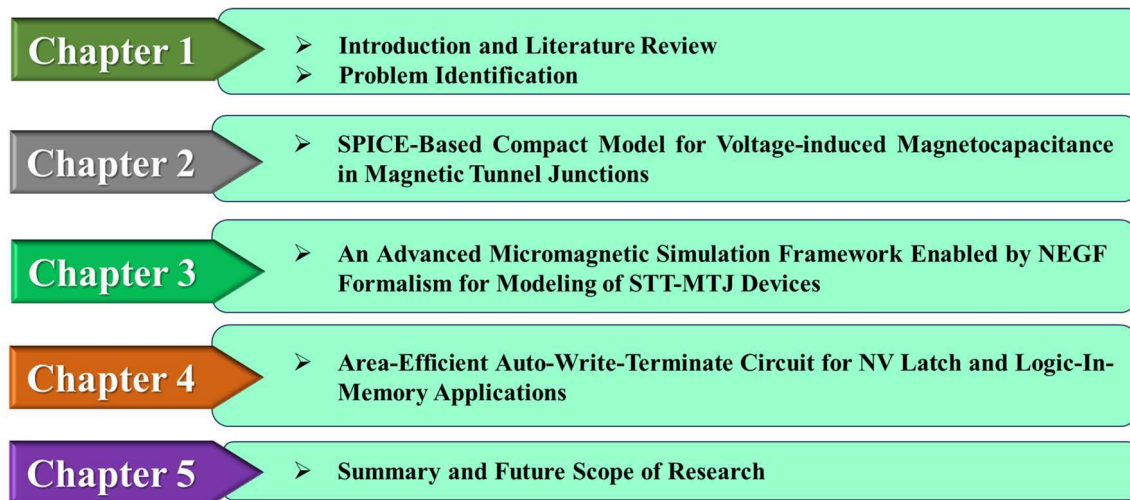 Chapter 1
➢ Introduction and Literature Review
➢ Problem Identification
Chapter 2
➢ SPICE-Based Compact Model for Voltage-induced Magnetocapacitance
in Magnetic Tunnel Junctions
Chapter 3
➢ An Advanced Micromagnetic Simulation Framework Enabled by NEGF
Formalism for Modeling of STT-MTJ Devices
Chapter 4
➢ Area-Efficient Auto-Write-Terminate Circuit for NV Latch and Logic-In-
Memory Applications
Chapter 5
➢ Summary and Future Scope of Research